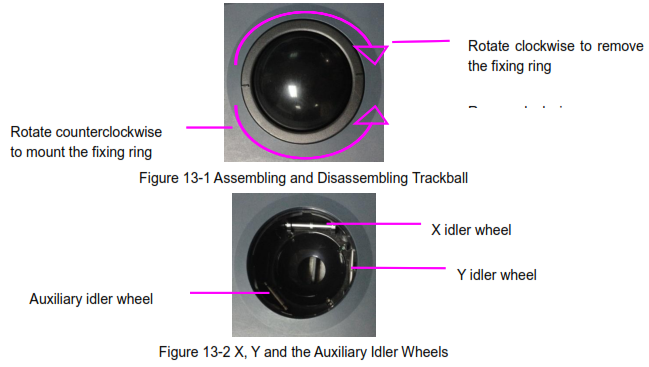 Rotate clockwise to remove
the fixing ring
Rotate counterclockwise
to mount the fixing ring
Figure 13-1 Assembling and Disassembling Trackball
X idler wheel
Y idler wheel
Auxiliary idler wheel
Figure 13-2 X, Y and the Auxiliary Idler Wheels